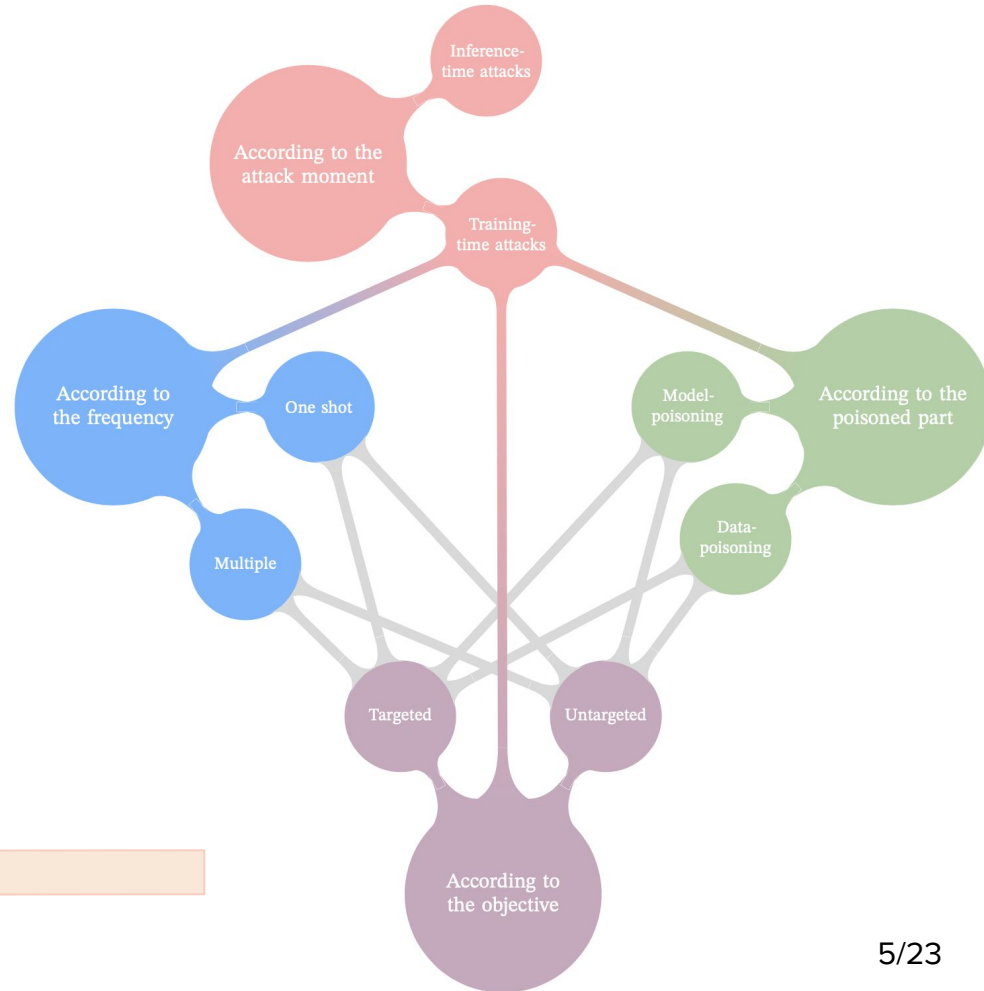 Inference-
time attacks
According to the
attack moment
Training-
time attacks
According to
the frequency
One shot
Model-
poisoning
According to the
poisoned part
Multiple
Data-
poisoning
Targeted
Untargeted
According to
the objective
5/23